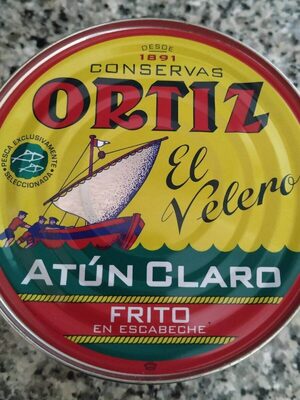 DESDE
1891
CONSERVAS
ORTIZ
El
Velero
PESCA EXCLUSIVAMENTE
SELECCIONADA
ATÚN CLARO
FRITO
EN ESCABECHE